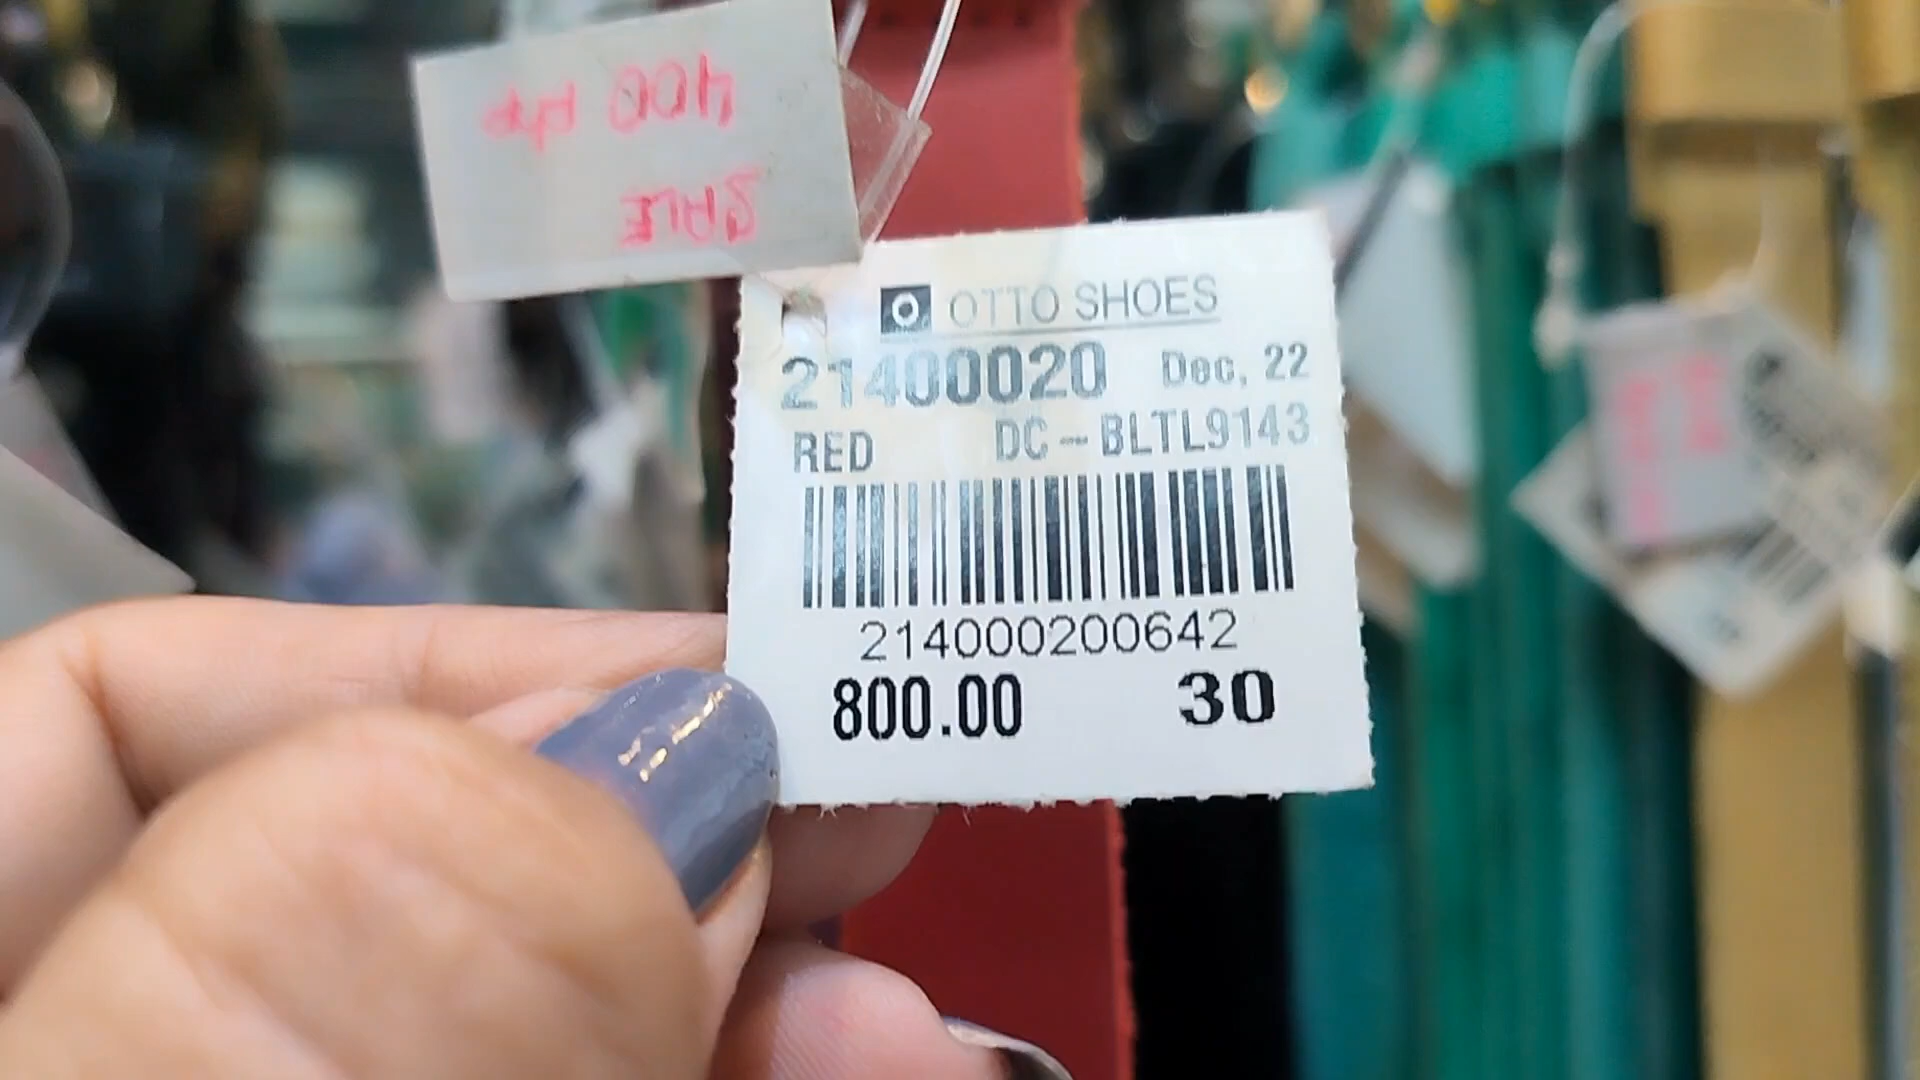 SALE
400 php
O OTTO SHOES
21400020 Dec, 22
RED DC - BLTL9143
214000200642
800.00 30